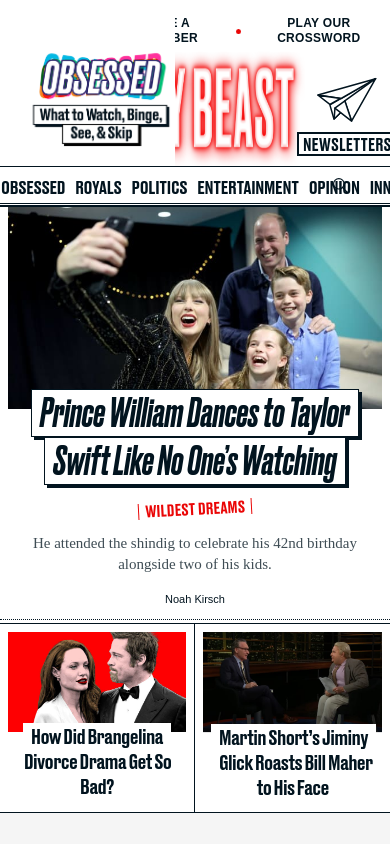 E A
BER
PLAY OUR
CROSSWORD
OBSESSED
What to Watch, Binge,
See, & Skip
Y BEAST
NEWSLETTERS
OBSESSED ROYALS POLITICS ENTERTAINMENT OPINION INN
Prince William Dances to Taylor
Swift Like No One’s Watching
WILDEST DREAMS
He attended the shindig to celebrate his 42nd birthday
alongside two of his kids.
Noah Kirsch
How Did Brangelina
Divorce Drama Get So
Bad?
Martin Short’s Jiminy
Glick Roasts Bill Maher
to His Face